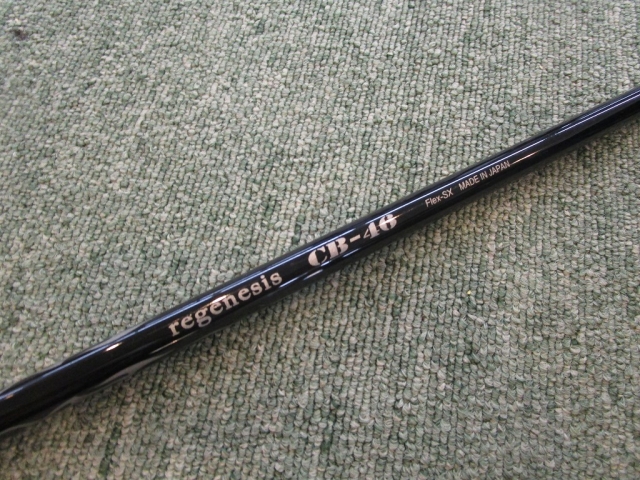 regenesis CB-46 Flex-SX MADE IN JAPAN